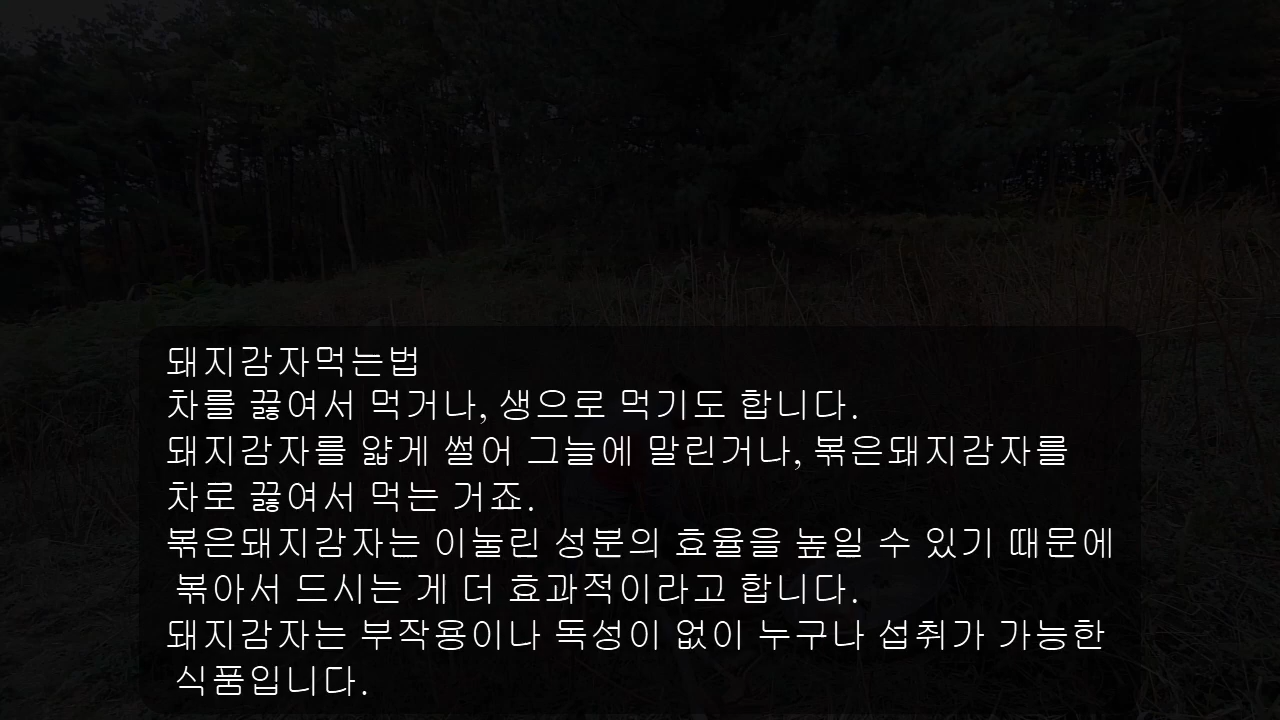 돼지감자먹는법
차를 끓여서 먹거나, 생으로 먹기도 합니다.
돼지감자를 얇게 썰어 그늘에 말린거나, 볶은돼지감자를
차로 끓여서 먹는 거죠.
볶은돼지감자는 이눌린 성분의 효율을 높일 수 있기 때문에
볶아서 드시는 게 더 효과적이라고 합니다.
돼지감자는 부작용이나 독성이 없이 누구나 섭취가 가능한
식품입니다.